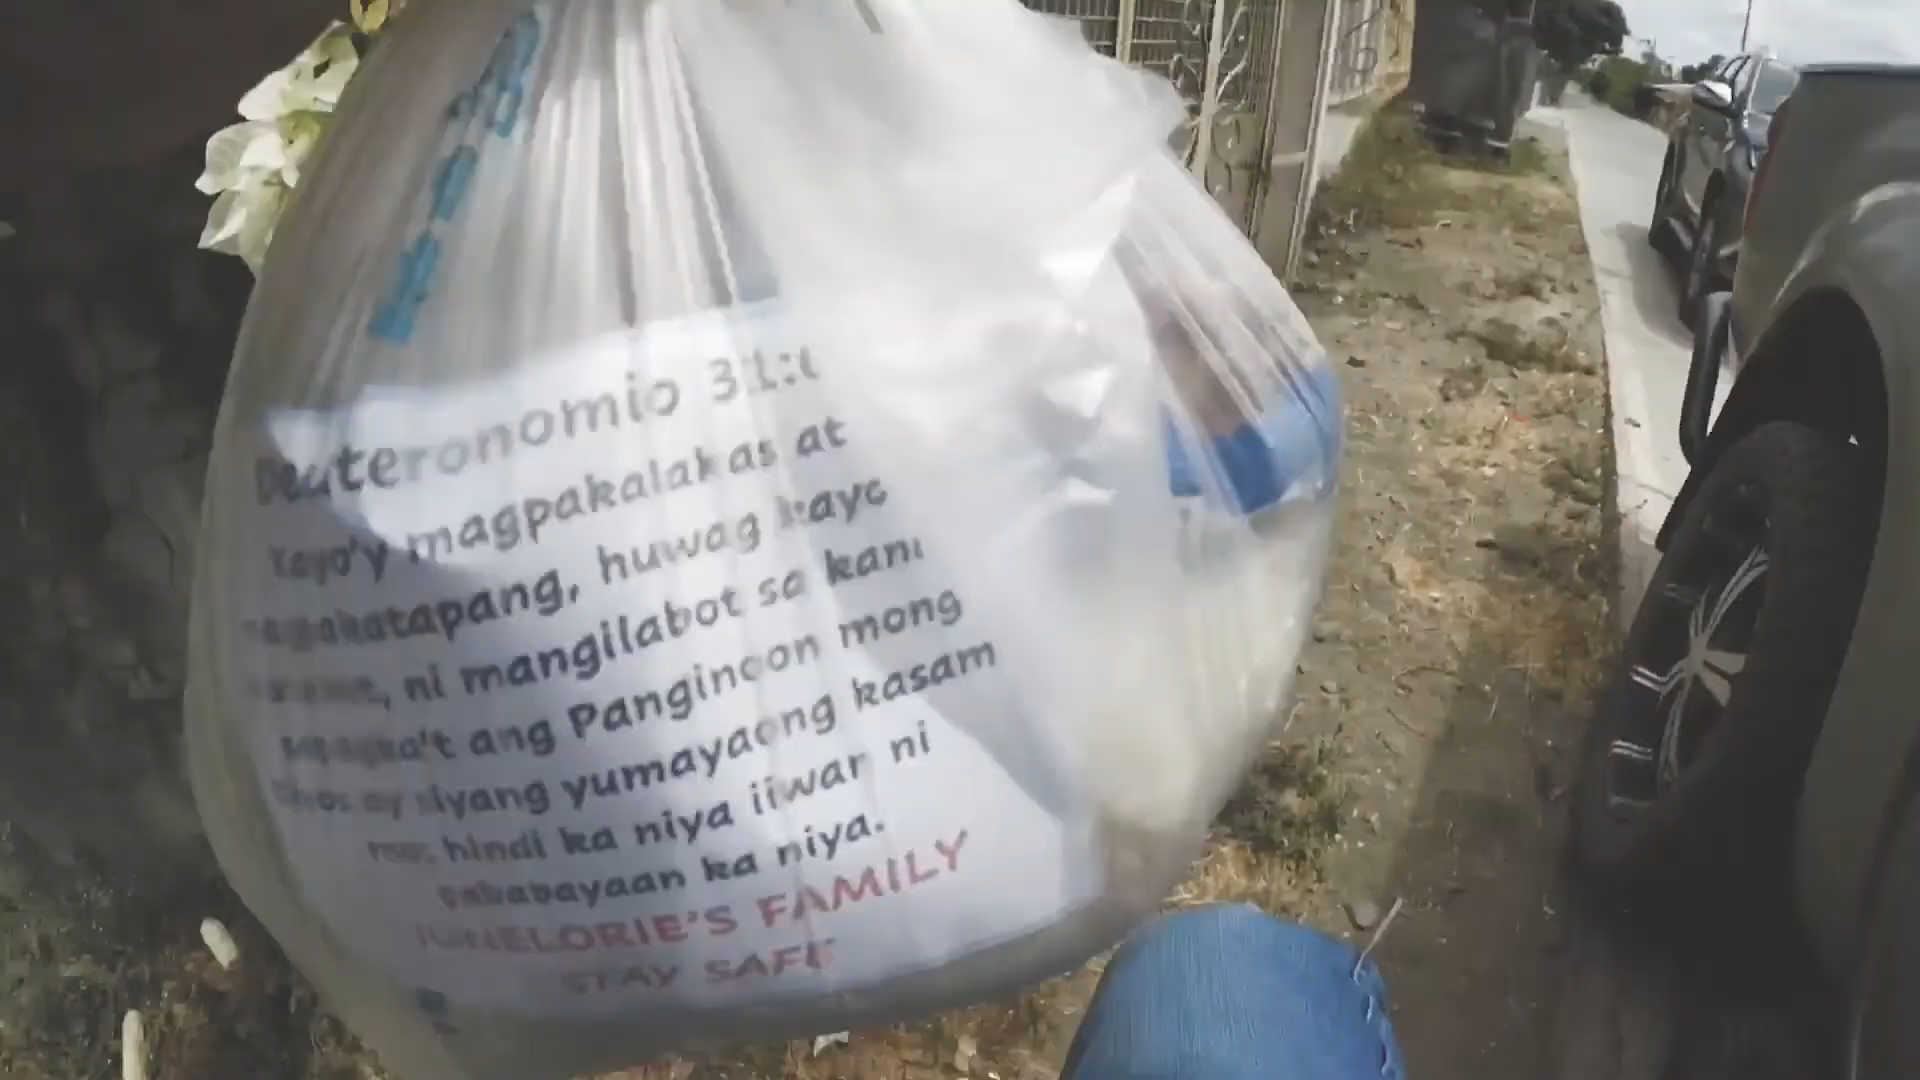 Deuteronomio 31:
Kayo'y magpakalakas at
magpakatapang, huwag kayo
ni mangilabot sa kani
sapagka't ang Panginoon mong
Dios ay siyang yumayaong kasam
mo; hindi ka niya iiwan ni
pababayaan ka niya.
JUNELORIE'S FAMILY
STAY SAFE